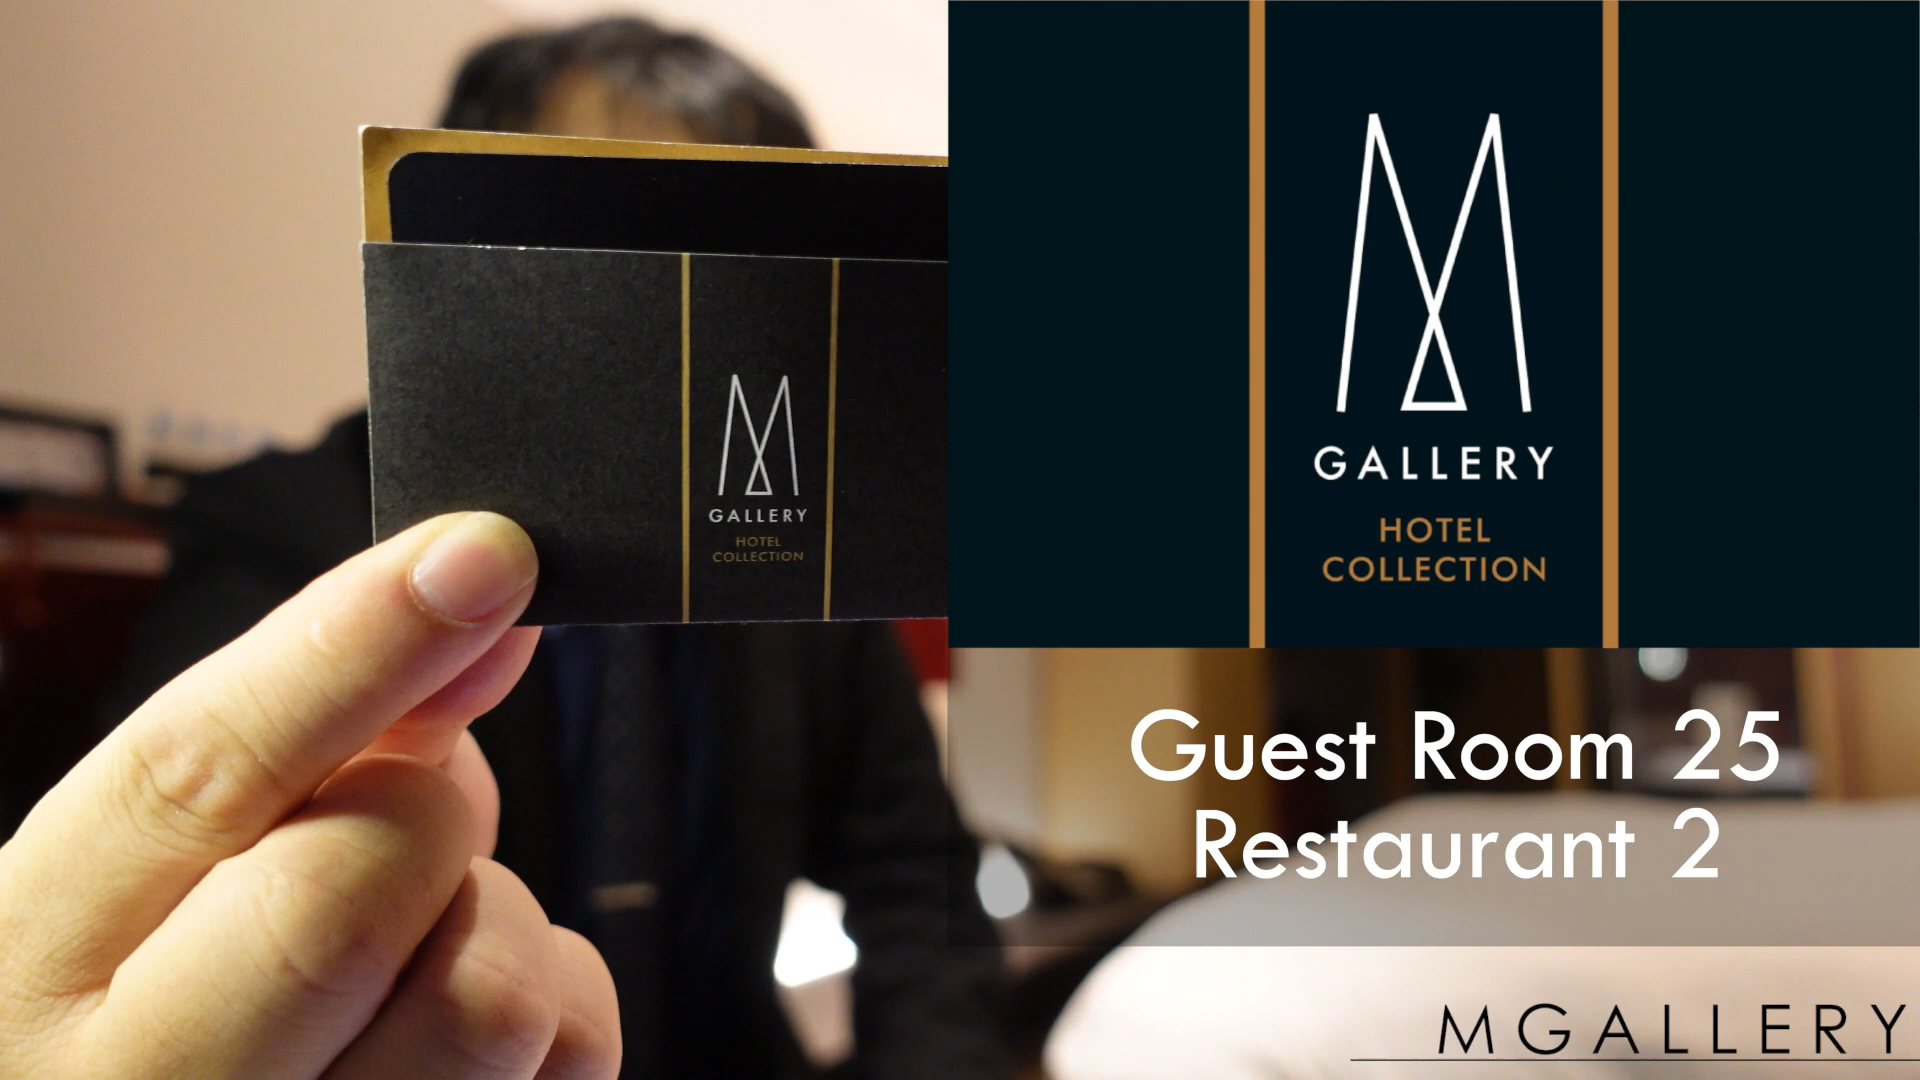 M
GALLERY
HOTEL
COLLECTION
M
GALLERY
HOTEL
COLLECTION
Guest Room 25
Restaurant 2
MGALLERY